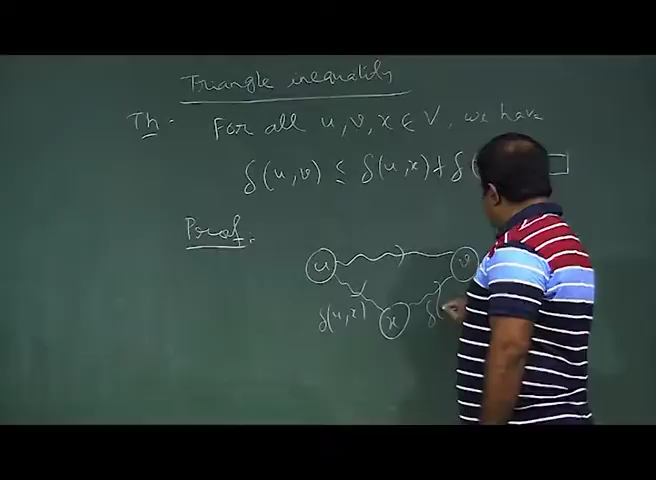 Triangle inequality
Th.
For all u, v, x ∈ V, we have
δ(u,v) ≤ δ(u,x) + δ(
Proof.
u
v
δ(u,x)
x
δ(